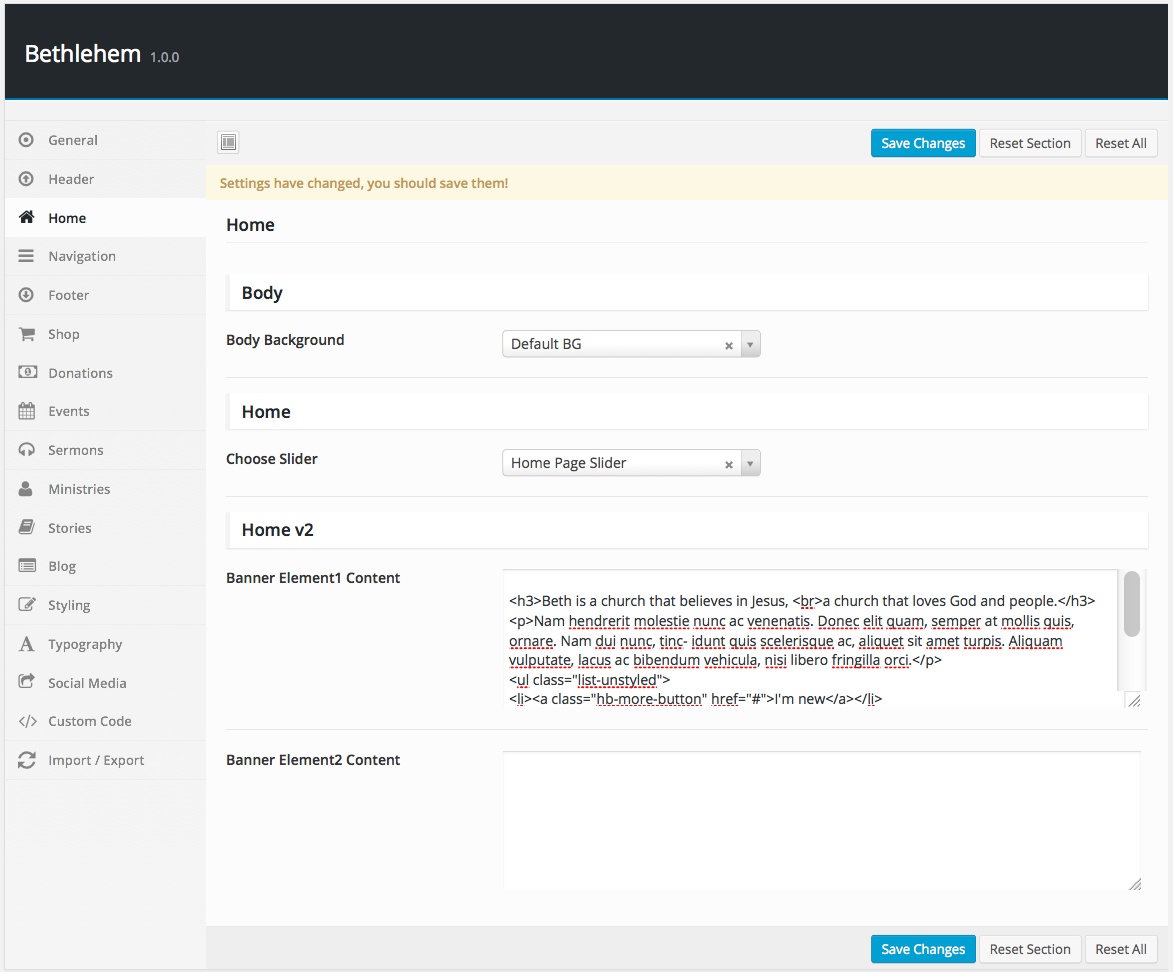 Bethlehem 1.0.0
General
Header
Home
Navigation
Footer
Shop
Donations
Events
Sermons
Ministries
Stories
Blog
Styling
Typography
Social Media
Custom Code
Import / Export
Save Changes Reset Section Reset All
Settings have changed, you should save them!
Home
Body
Body Background Default BG
Home
Choose Slider Home Page Slider
Home v2
Banner Element1 Content
<h3>Beth is a church that believes in Jesus, <br>a church that loves God and people.</h3>
<p>Nam hendrerit molestie nunc ac venenatis. Donec elit quam, semper at mollis quis,
ornare. Nam dui nunc, tinc- idunt quis scelerisque ac, aliquet sit amet turpis. Aliquam
vulputate, lacus ac bibendum vehicula, nisi libero fringilla orci.</p>
<ul class="list-unstyled">
<li><a class="hb-more-button" href="#">I'm new</a></li>
Banner Element2 Content
Save Changes Reset Section Reset All